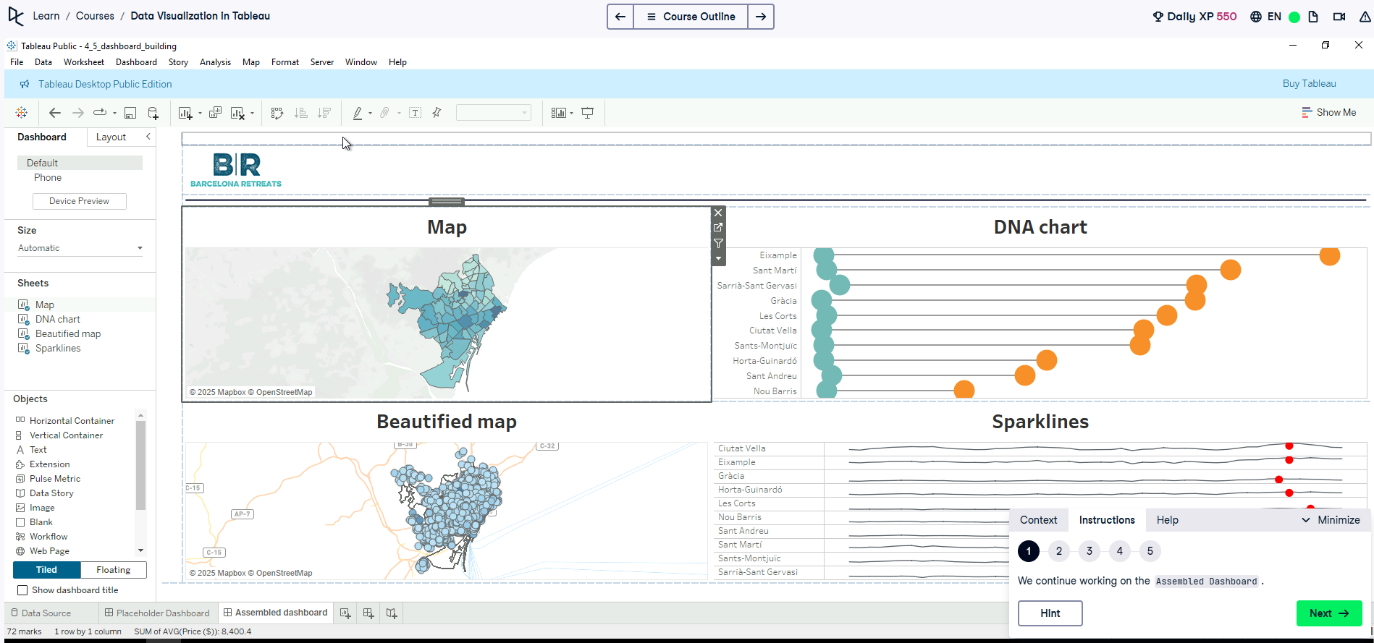 Learn / Courses / Data Visualization in Tableau
Course Outline
Daily XP 550
EN
Tableau Public - 4_5_dashboard_building
File Data Worksheet Dashboard Story Analysis Map Format Server Window Help
Tableau Desktop Public Edition
Buy Tableau
Show Me
Dashboard
Layout
Default
Phone
Device Preview
Size
Automatic
Sheets
Map
DNA chart
Beautified map
Sparklines
Objects
Horizontal Container
Vertical Container
Text
Extension
Pulse Metric
Data Story
Image
Blank
Workflow
Web Page
Tiled
Floating
Show dashboard title
B|R
BARCELONA RETREATS
Map
© 2025 Mapbox © OpenStreetMap
DNA chart
Eixample
Sant Martí
Sarrià-Sant Gervasi
Gràcia
Les Corts
Ciutat Vella
Sants-Montjuïc
Horta-Guinardó
Sant Andreu
Nou Barris
Beautified map
B-30
C-32
C-15
AP-7
C-15
© 2025 Mapbox © OpenStreetMap
Sparklines
Ciutat Vella
Eixample
Gràcia
Horta-Guinardó
Les Corts
Nou Barris
Sant Andreu
Sant Martí
Sants-Montjuïc
Sarrià-Sant Gervasi
Context
Instructions
Help
Minimize
1 2 3 4 5
We continue working on the Assembled Dashboard .
Hint
Next
Data Source
Placeholder Dashboard
Assembled dashboard
72 marks
1 row by 1 column
SUM of AVG(Price ($)): 8,400.4